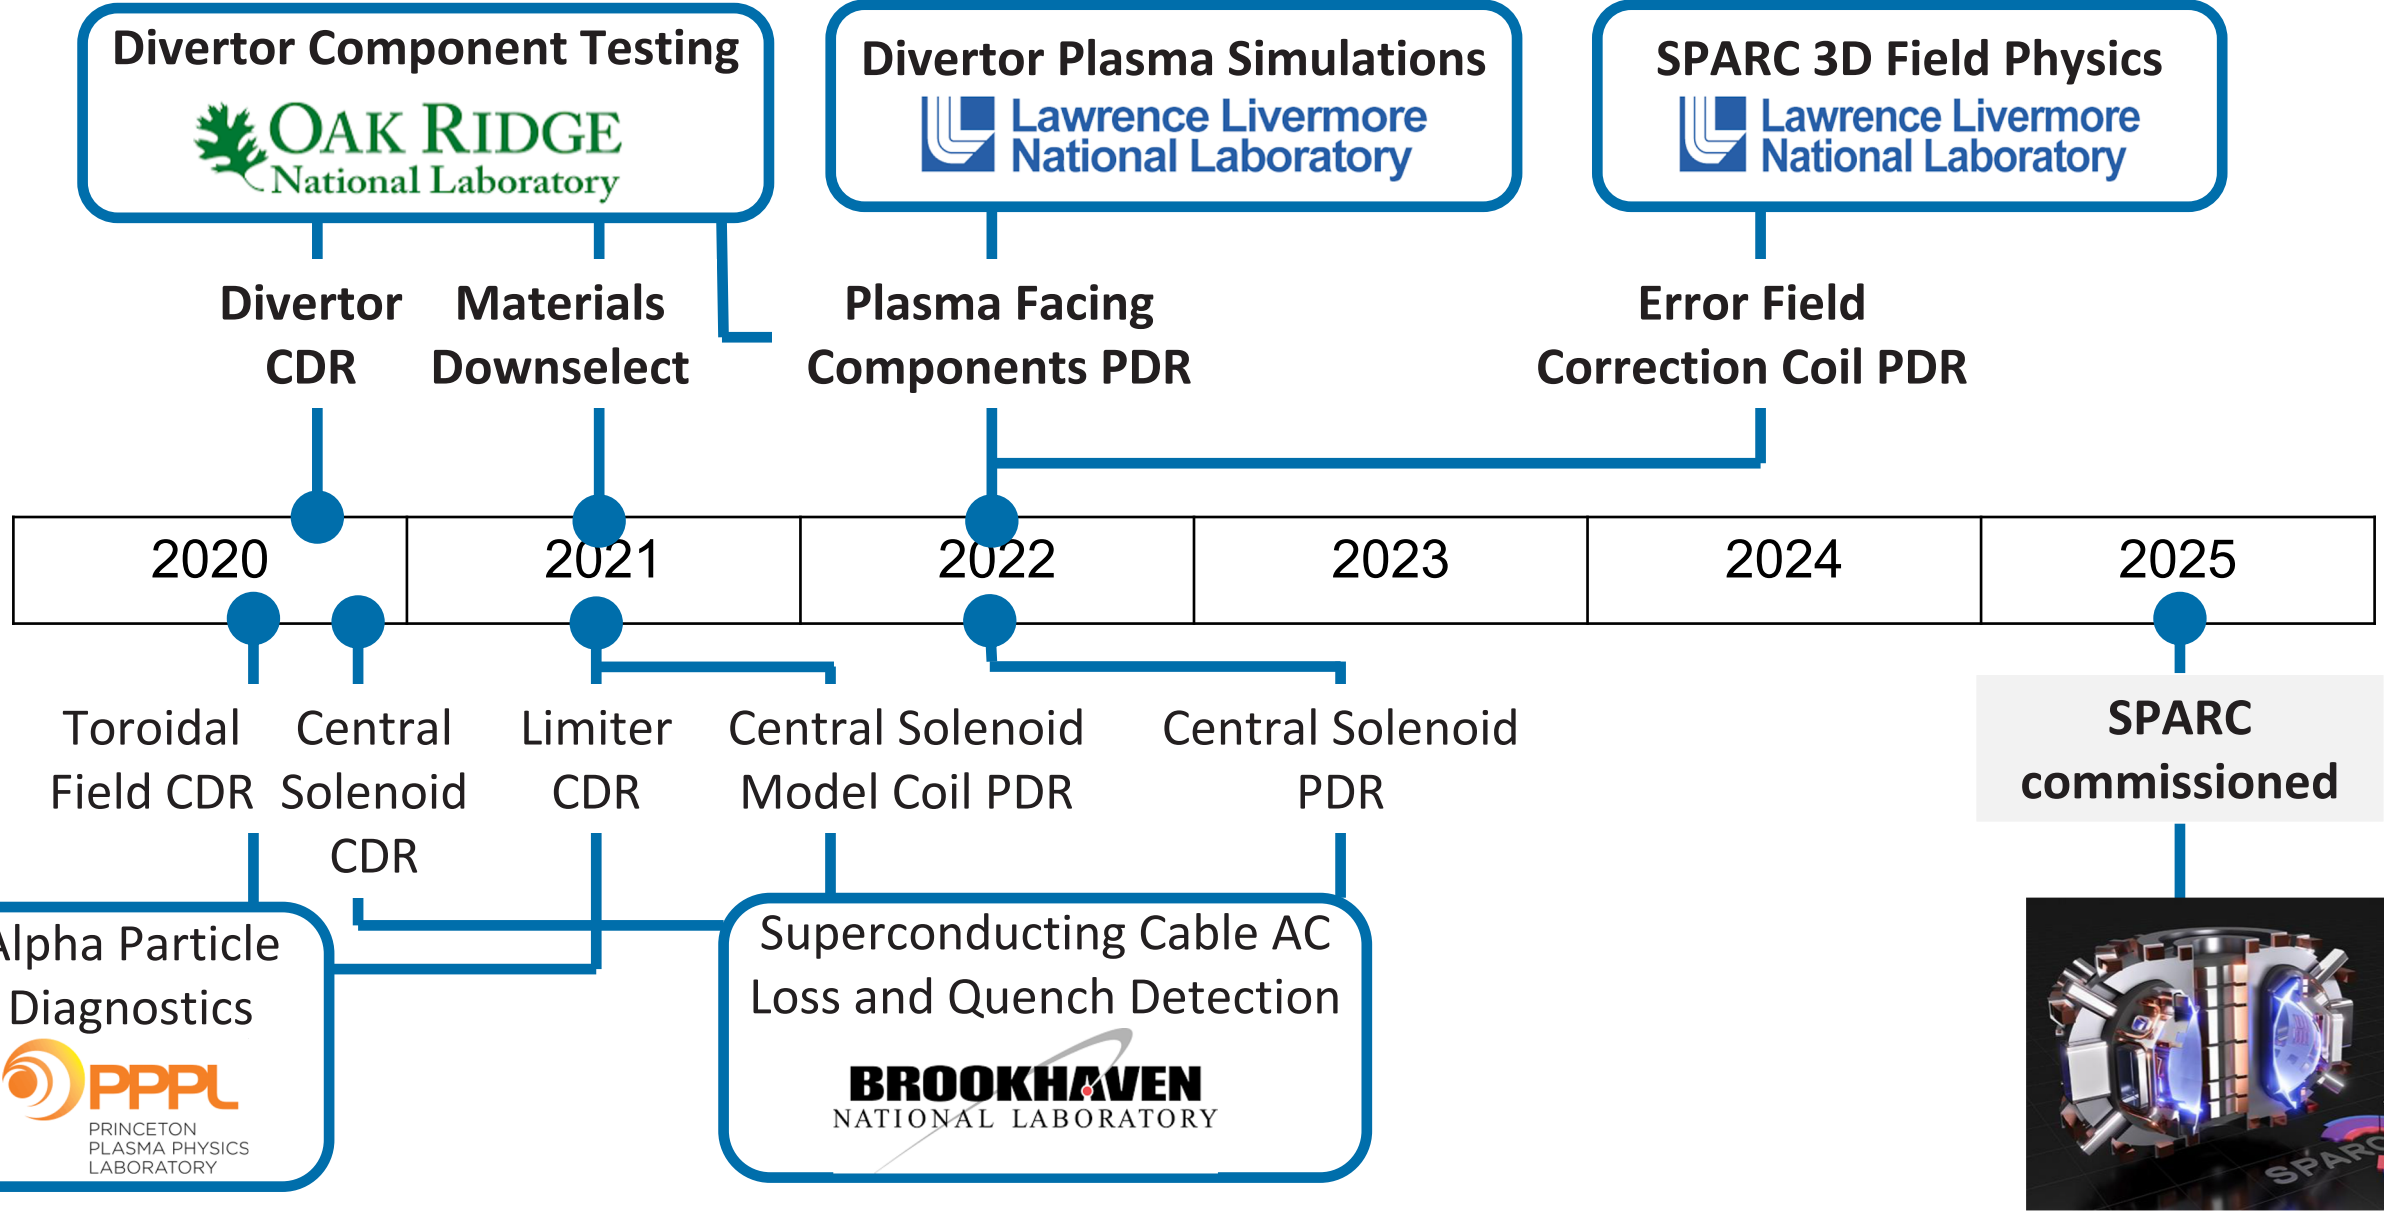 Divertor Component Testing
OAK RIDGE
National Laboratory
Divertor Plasma Simulations
Lawrence Livermore
National Laboratory
SPARC 3D Field Physics
Lawrence Livermore
National Laboratory
Divertor
CDR
Materials
Downselect
Plasma Facing
Components PDR
Error Field
Correction Coil PDR
2020
2021
2022
2023
2024
2025
Toroidal
Field CDR
Central
Solenoid
CDR
Limiter
CDR
Central Solenoid
Model Coil PDR
Central Solenoid
PDR
SPARC
commissioned
Alpha Particle
Diagnostics
PPPL
PRINCETON
PLASMA PHYSICS
LABORATORY
Superconducting Cable AC
Loss and Quench Detection
BROOKHAVEN
NATIONAL LABORATORY
SPARC